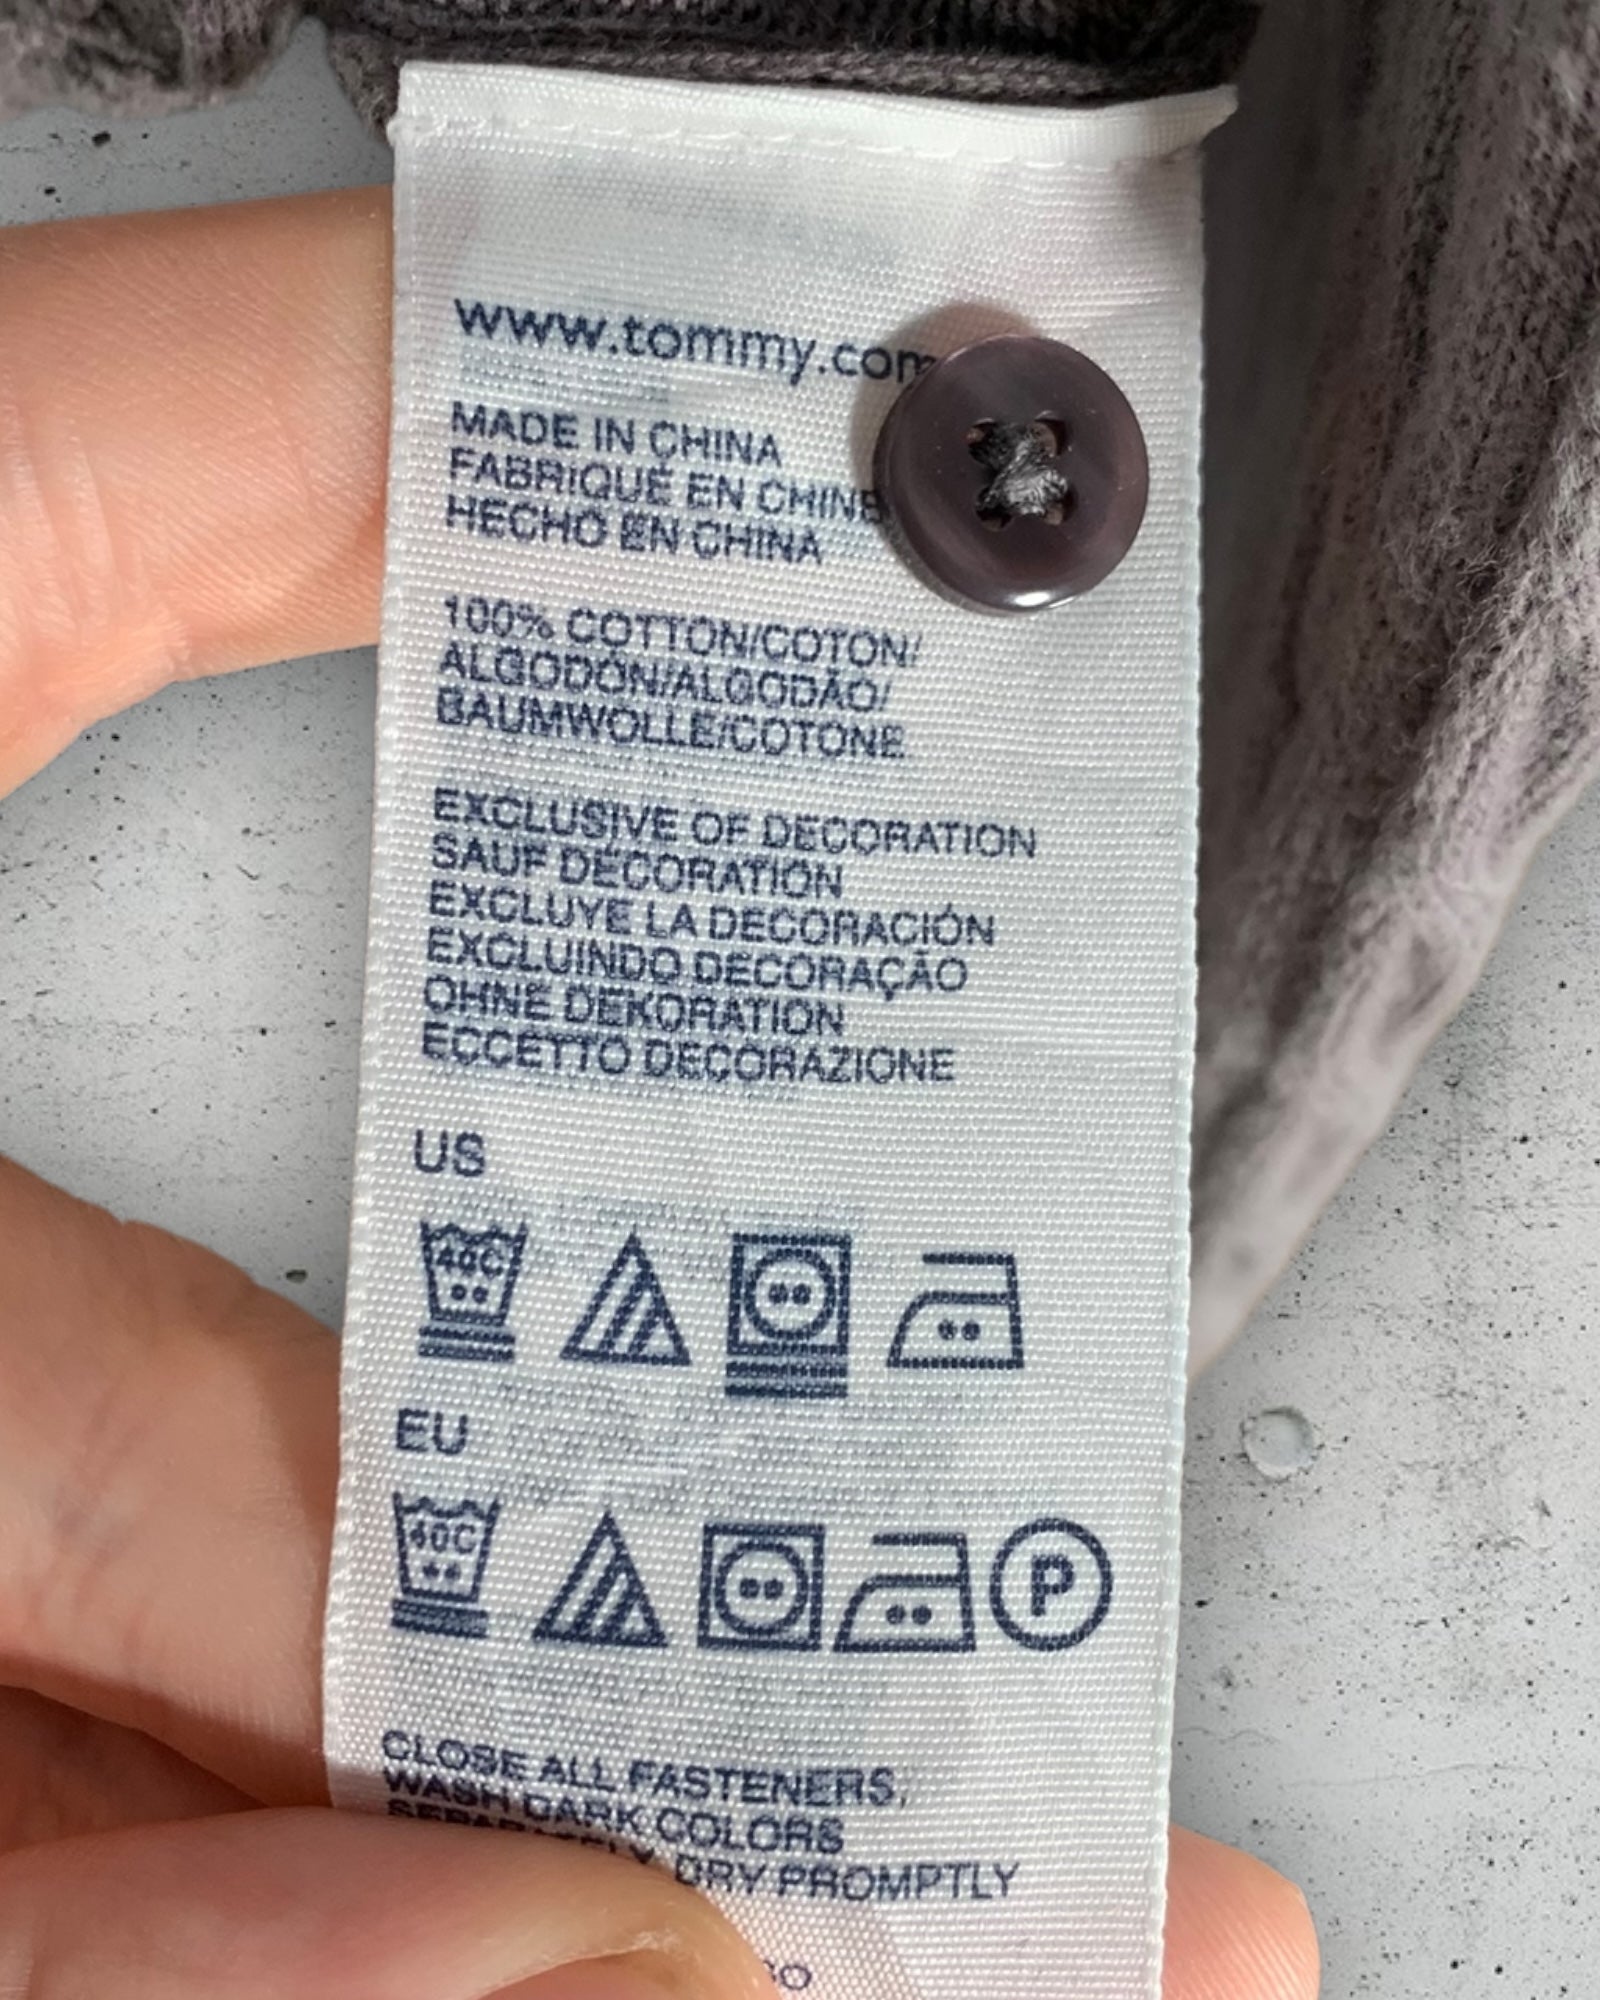 www.tommy.com
MADE IN CHINA
FABRIQUÉ EN CHINE
HECHO EN CHINA
100% COTTON/COTON/
ALGODÓN/ALGODÃO/
BAUMWOLLE/COTONE
EXCLUSIVE OF DECORATION
SAUF DÉCORATION
EXCLUYE LA DECORACIÓN
EXCLUINDO DECORAÇÃO
OHNE DEKORATION
ECCETTO DECORAZIONE
US
40C
EU
40C P
CLOSE ALL FASTENERS,
WASH DARK COLORS
DRY PROMPTLY